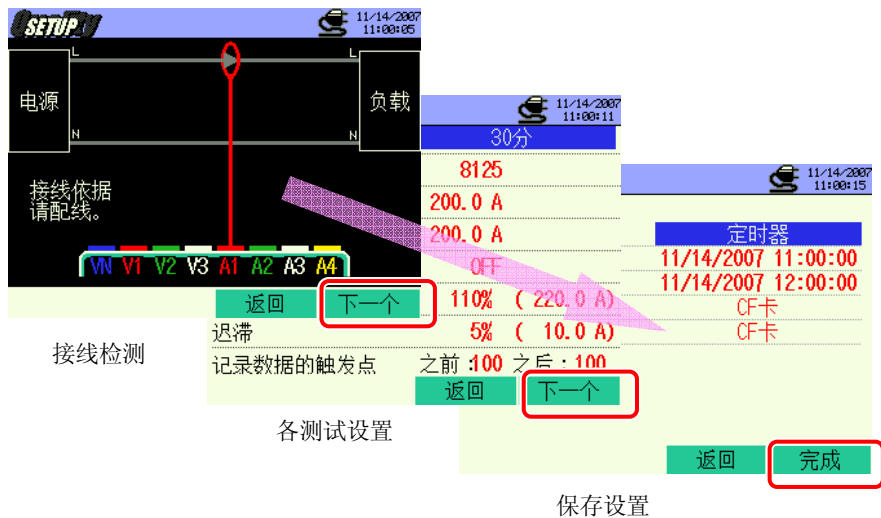 SETUP
11/14/2007
11:00:05
L
L
电源
负载
N
N
接线依据
请配线。
VN V1 V2 V3 A1 A2 A3 A4
返回 下一个
接线检测
11/14/2007
11:00:11
30分
8125
200.0 A
200.0 A
OFF
110% ( 220.0 A)
迟滞 5% ( 10.0 A)
记录数据的触发点 之前:100 之后:100
返回 下一个
各测试设置
11/14/2007
11:00:15
定时器
11/14/2007 11:00:00
11/14/2007 12:00:00
CF卡
CF卡
返回 完成
保存设置